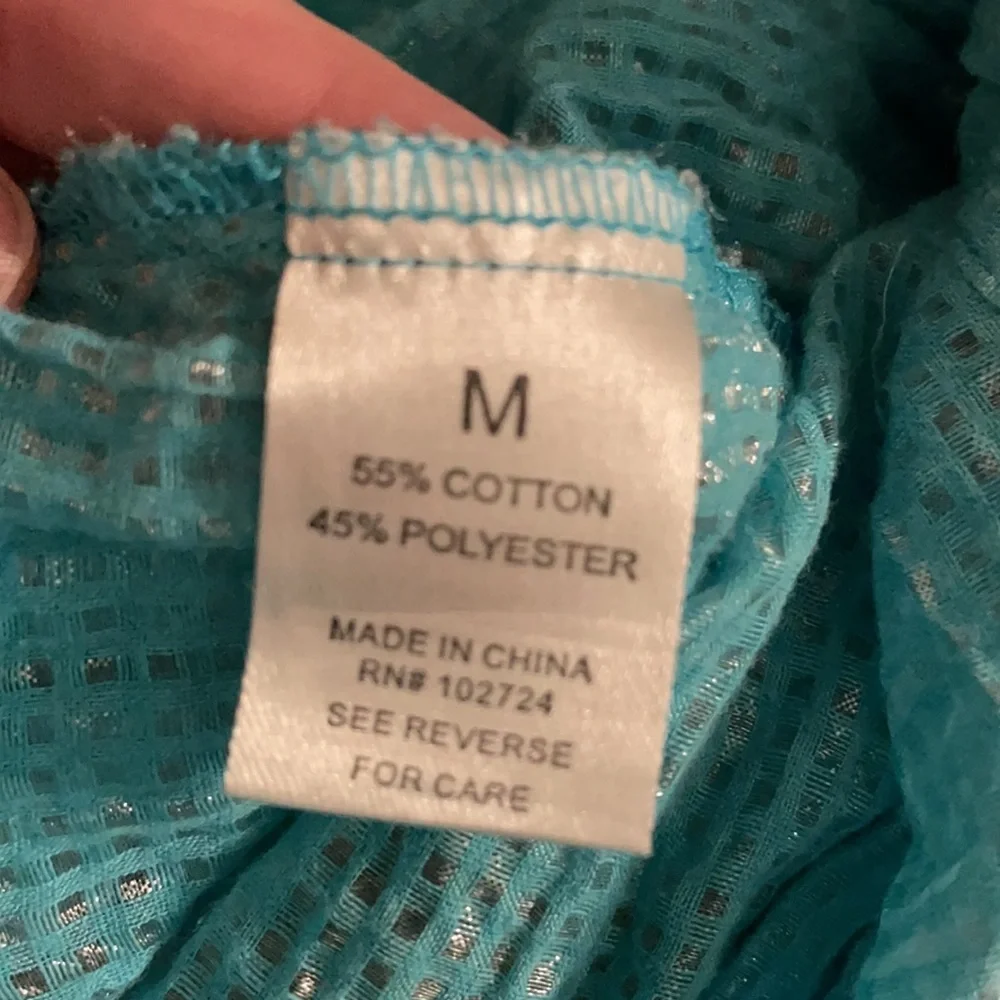 M
55% COTTON
45% POLYESTER
MADE IN CHINA
RN# 102724
SEE REVERSE
FOR CARE